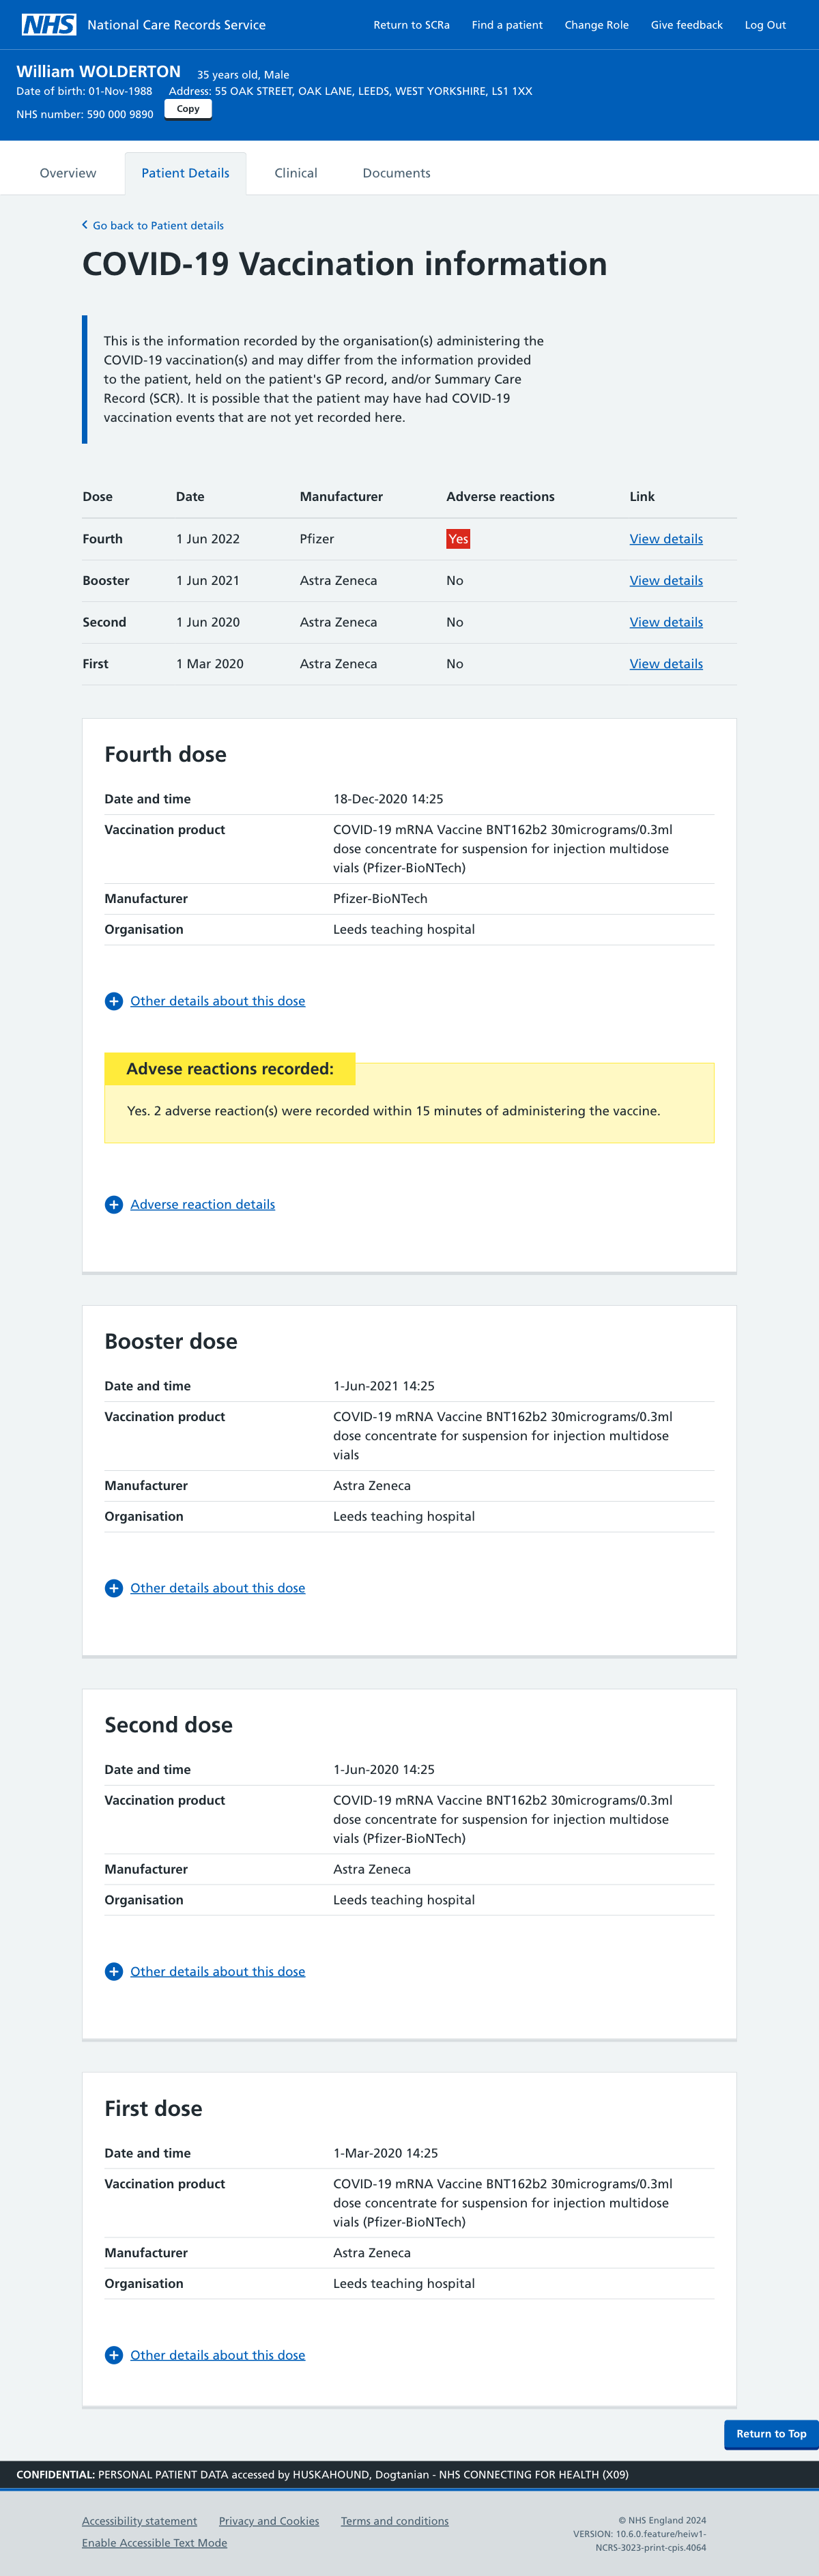 NHS National Care Records Service Return to SCRa Find a patient Change Role Give feedback Log Out
William WOLDERTON 35 years old, Male
Date of birth: 01-Nov-1988 Address: 55 OAK STREET, OAK LANE, LEEDS, WEST YORKSHIRE, LS1 1XX
NHS number: 590 000 9890 Copy
Overview Patient Details Clinical Documents
Go back to Patient details
COVID-19 Vaccination information
This is the information recorded by the organisation(s) administering the
COVID-19 vaccination(s) and may differ from the information provided
to the patient, held on the patient's GP record, and/or Summary Care
Record (SCR). It is possible that the patient may have had COVID-19
vaccination events that are not yet recorded here.
Dose Date Manufacturer Adverse reactions Link
Fourth 1 Jun 2022 Pfizer Yes View details
Booster 1 Jun 2021 Astra Zeneca No View details
Second 1 Jun 2020 Astra Zeneca No View details
First 1 Mar 2020 Astra Zeneca No View details
Fourth dose
Date and time 18-Dec-2020 14:25
Vaccination product COVID-19 mRNA Vaccine BNT162b2 30micrograms/0.3ml
dose concentrate for suspension for injection multidose
vials (Pfizer-BioNTech)
Manufacturer Pfizer-BioNTech
Organisation Leeds teaching hospital
Other details about this dose
Advese reactions recorded:
Yes. 2 adverse reaction(s) were recorded within 15 minutes of administering the vaccine.
Adverse reaction details
Booster dose
Date and time 1-Jun-2021 14:25
Vaccination product COVID-19 mRNA Vaccine BNT162b2 30micrograms/0.3ml
dose concentrate for suspension for injection multidose
vials
Manufacturer Astra Zeneca
Organisation Leeds teaching hospital
Other details about this dose
Second dose
Date and time 1-Jun-2020 14:25
Vaccination product COVID-19 mRNA Vaccine BNT162b2 30micrograms/0.3ml
dose concentrate for suspension for injection multidose
vials (Pfizer-BioNTech)
Manufacturer Astra Zeneca
Organisation Leeds teaching hospital
Other details about this dose
First dose
Date and time 1-Mar-2020 14:25
Vaccination product COVID-19 mRNA Vaccine BNT162b2 30micrograms/0.3ml
dose concentrate for suspension for injection multidose
vials (Pfizer-BioNTech)
Manufacturer Astra Zeneca
Organisation Leeds teaching hospital
Other details about this dose
Return to Top
CONFIDENTIAL: PERSONAL PATIENT DATA accessed by HUSKAHOUND, Dogtanian - NHS CONNECTING FOR HEALTH (X09)
Accessibility statement Privacy and Cookies Terms and conditions
Enable Accessible Text Mode
© NHS England 2024
VERSION: 10.6.0.feature/heiw1-
NCRS-3023-print-cpis.4064